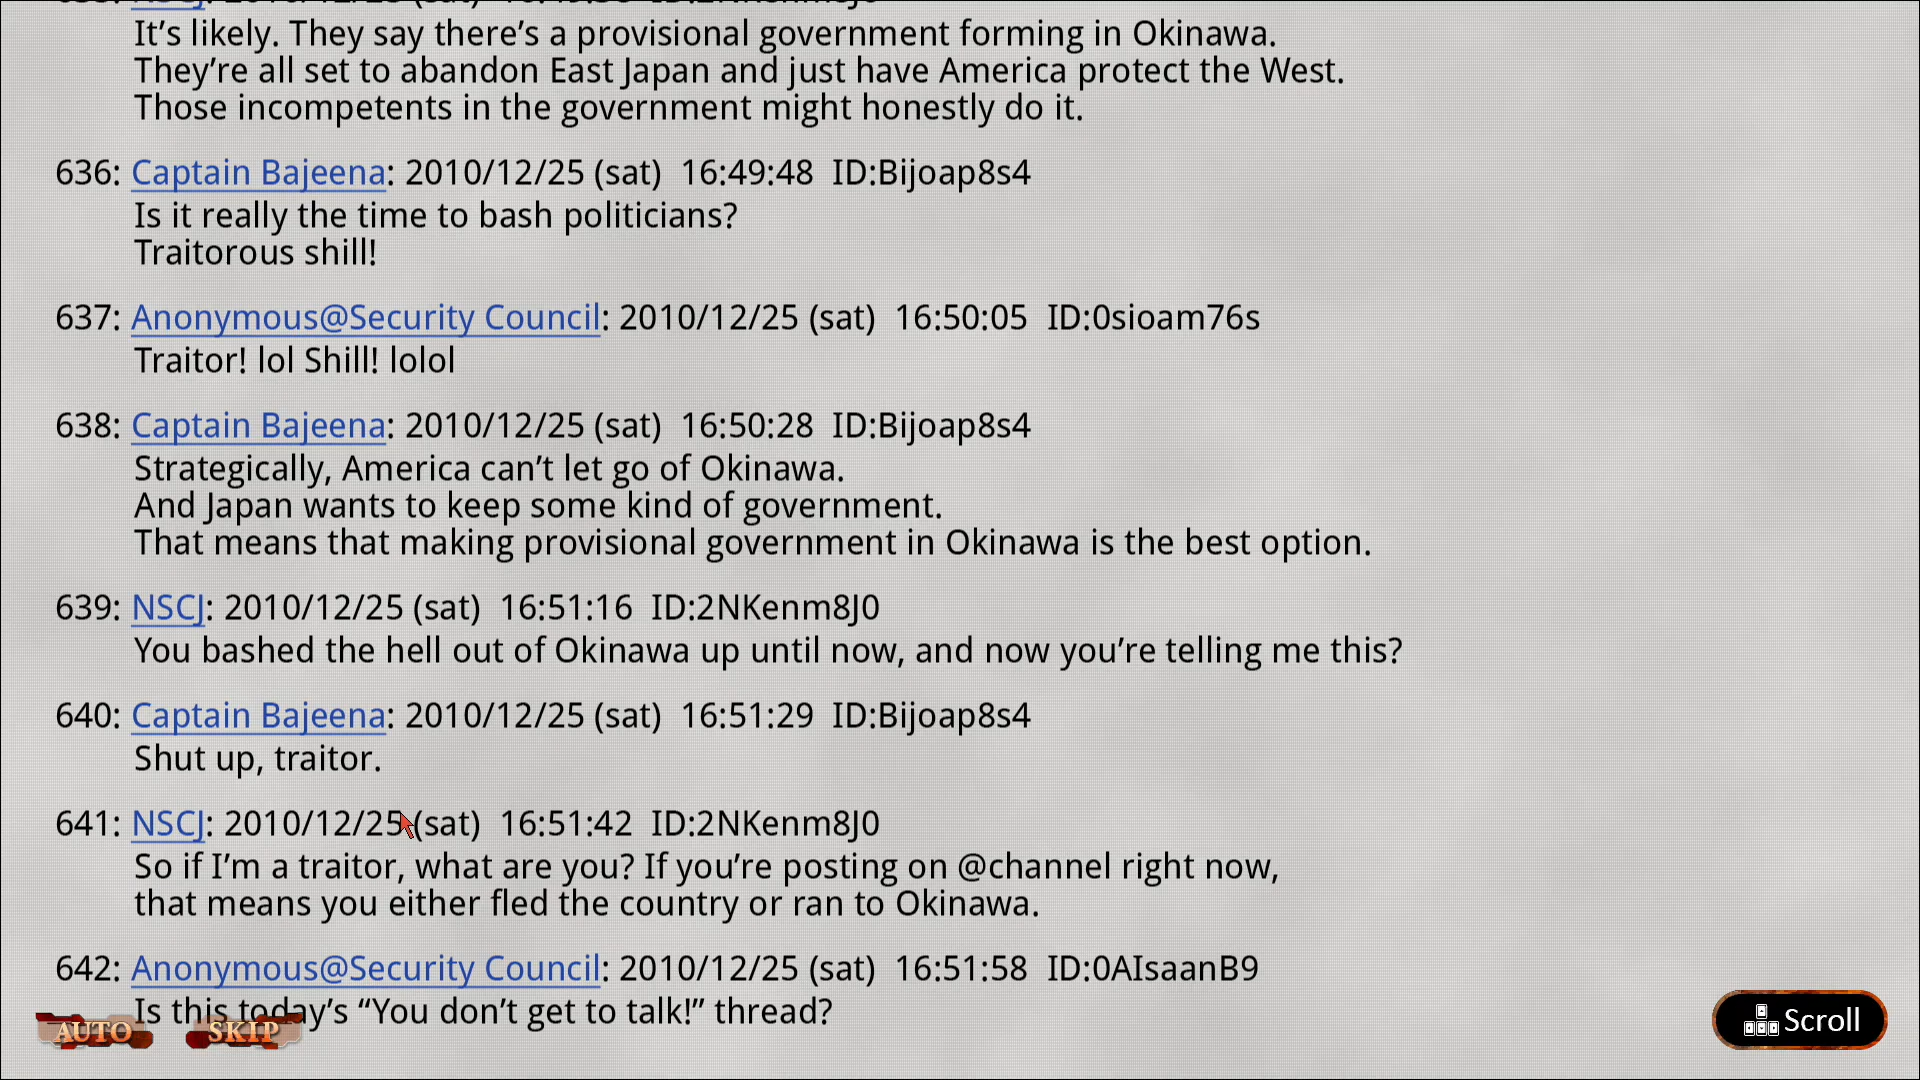 It’s likely. They say there’s a provisional government forming in Okinawa.
They’re all set to abandon East Japan and just have America protect the West.
Those incompetents in the government might honestly do it.
636: Captain Bajeena: 2010/12/25 (sat) 16:49:48 ID:Bijoap8s4
Is it really the time to bash politicians?
Traitorous shill!
637: Anonymous@Security Council: 2010/12/25 (sat) 16:50:05 ID:0sioam76s
Traitor! lol Shill! lolol
638: Captain Bajeena: 2010/12/25 (sat) 16:50:28 ID:Bijoap8s4
Strategically, America can’t let go of Okinawa.
And Japan wants to keep some kind of government.
That means that making provisional government in Okinawa is the best option.
639: NSCJ: 2010/12/25 (sat) 16:51:16 ID:2NKenm8J0
You bashed the hell out of Okinawa up until now, and now you’re telling me this?
640: Captain Bajeena: 2010/12/25 (sat) 16:51:29 ID:Bijoap8s4
Shut up, traitor.
641: NSCJ: 2010/12/25 (sat) 16:51:42 ID:2NKenm8J0
So if I’m a traitor, what are you? If you’re posting on @channel right now,
that means you either fled the country or ran to Okinawa.
642: Anonymous@Security Council: 2010/12/25 (sat) 16:51:58 ID:0AIsaanB9
Is this today’s “You don’t get to talk!” thread?
AUTO SKIP
Scroll